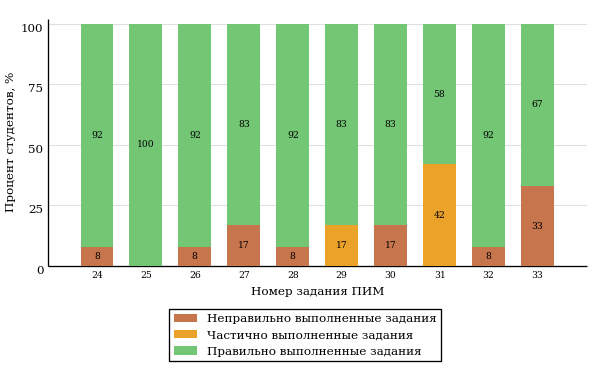 100
75
50
25
0
Процент студентов, %
92 100 92 83 92 83 83 58 92 67
8 8 17 8 17 17 42 8 33
24 25 26 27 28 29 30 31 32 33
Номер задания ПИМ
Неправильно выполненные задания
Частично выполненные задания
Правильно выполненные задания